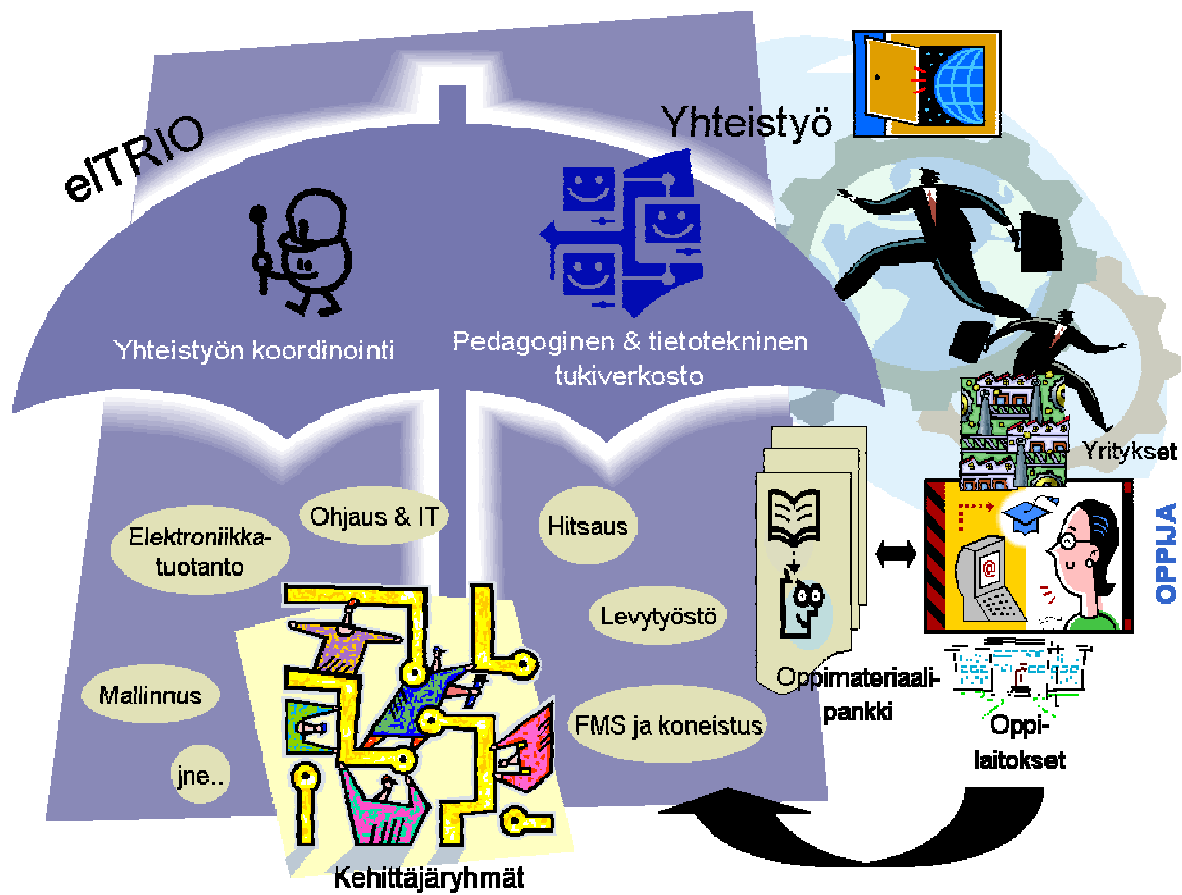 eITRIO
Yhteistyö
Yhteistyön koordinointi
Pedagoginen & tietotekninen
tukiverkosto
Yritykset
OPPIJA
Elektroniikka-
tuotanto
Ohjaus & IT
Hitsaus
Levytyöstö
Mallinnus
FMS ja koneistus
jne..
@
Oppimateriaali-
pankki
Oppi-
laitokset
Kehittäjäryhmät